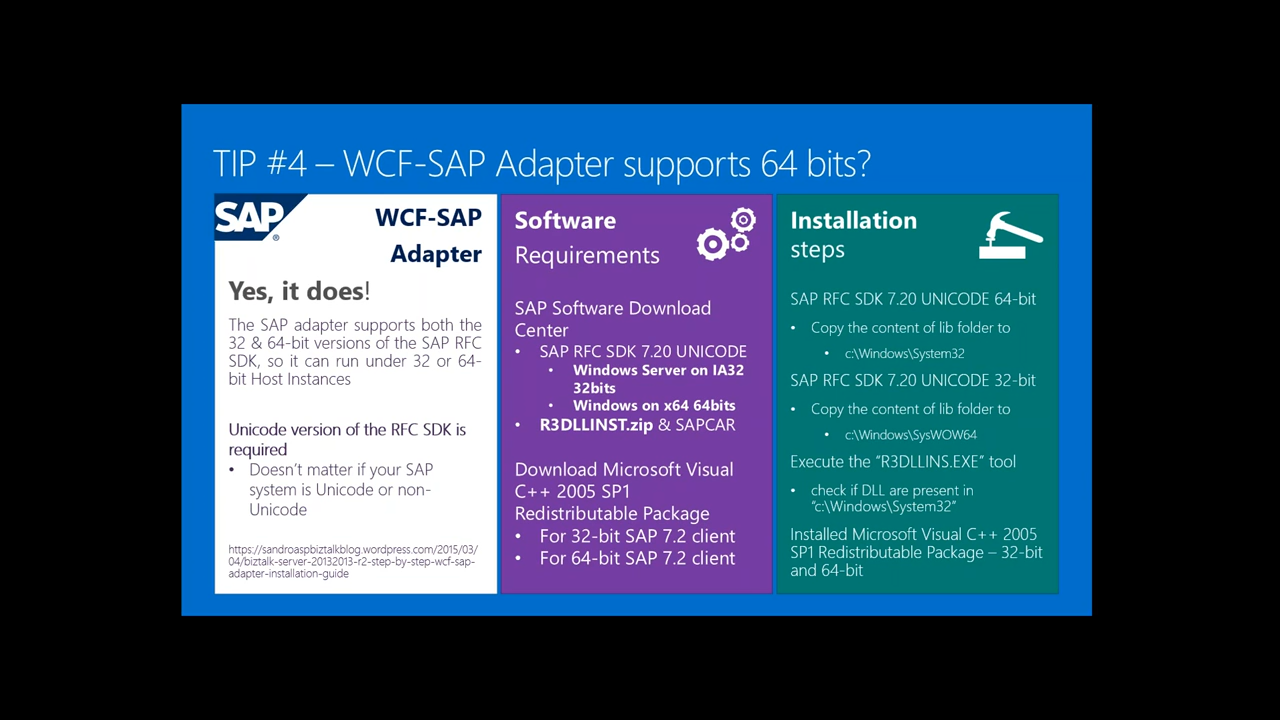 TIP #4 – WCF-SAP Adapter supports 64 bits?
SAP
®
WCF-SAP
Adapter
Yes, it does!
The SAP adapter supports both the
32 & 64-bit versions of the SAP RFC
SDK, so it can run under 32 or 64-
bit Host Instances
Unicode version of the RFC SDK is
required
• Doesn't matter if your SAP
system is Unicode or non-
Unicode
https://sandroaspbiztalkblog.wordpress.com/2015/03/
04/biztalk-server-20132013-r2-step-by-step-wcf-sap-
adapter-installation-guide
Software
Requirements
SAP Software Download
Center
• SAP RFC SDK 7.20 UNICODE
• Windows Server on IA32
32bits
• Windows on x64 64bits
• R3DLLINST.zip & SAPCAR
Download Microsoft Visual
C++ 2005 SP1
Redistributable Package
• For 32-bit SAP 7.2 client
• For 64-bit SAP 7.2 client
Installation
steps
SAP RFC SDK 7.20 UNICODE 64-bit
• Copy the content of lib folder to
• c:\Windows\System32
SAP RFC SDK 7.20 UNICODE 32-bit
• Copy the content of lib folder to
• c:\Windows\SysWOW64
Execute the “R3DLLINS.EXE” tool
• check if DLL are present in
“c:\Windows\System32”
Installed Microsoft Visual C++ 2005
SP1 Redistributable Package – 32-bit
and 64-bit